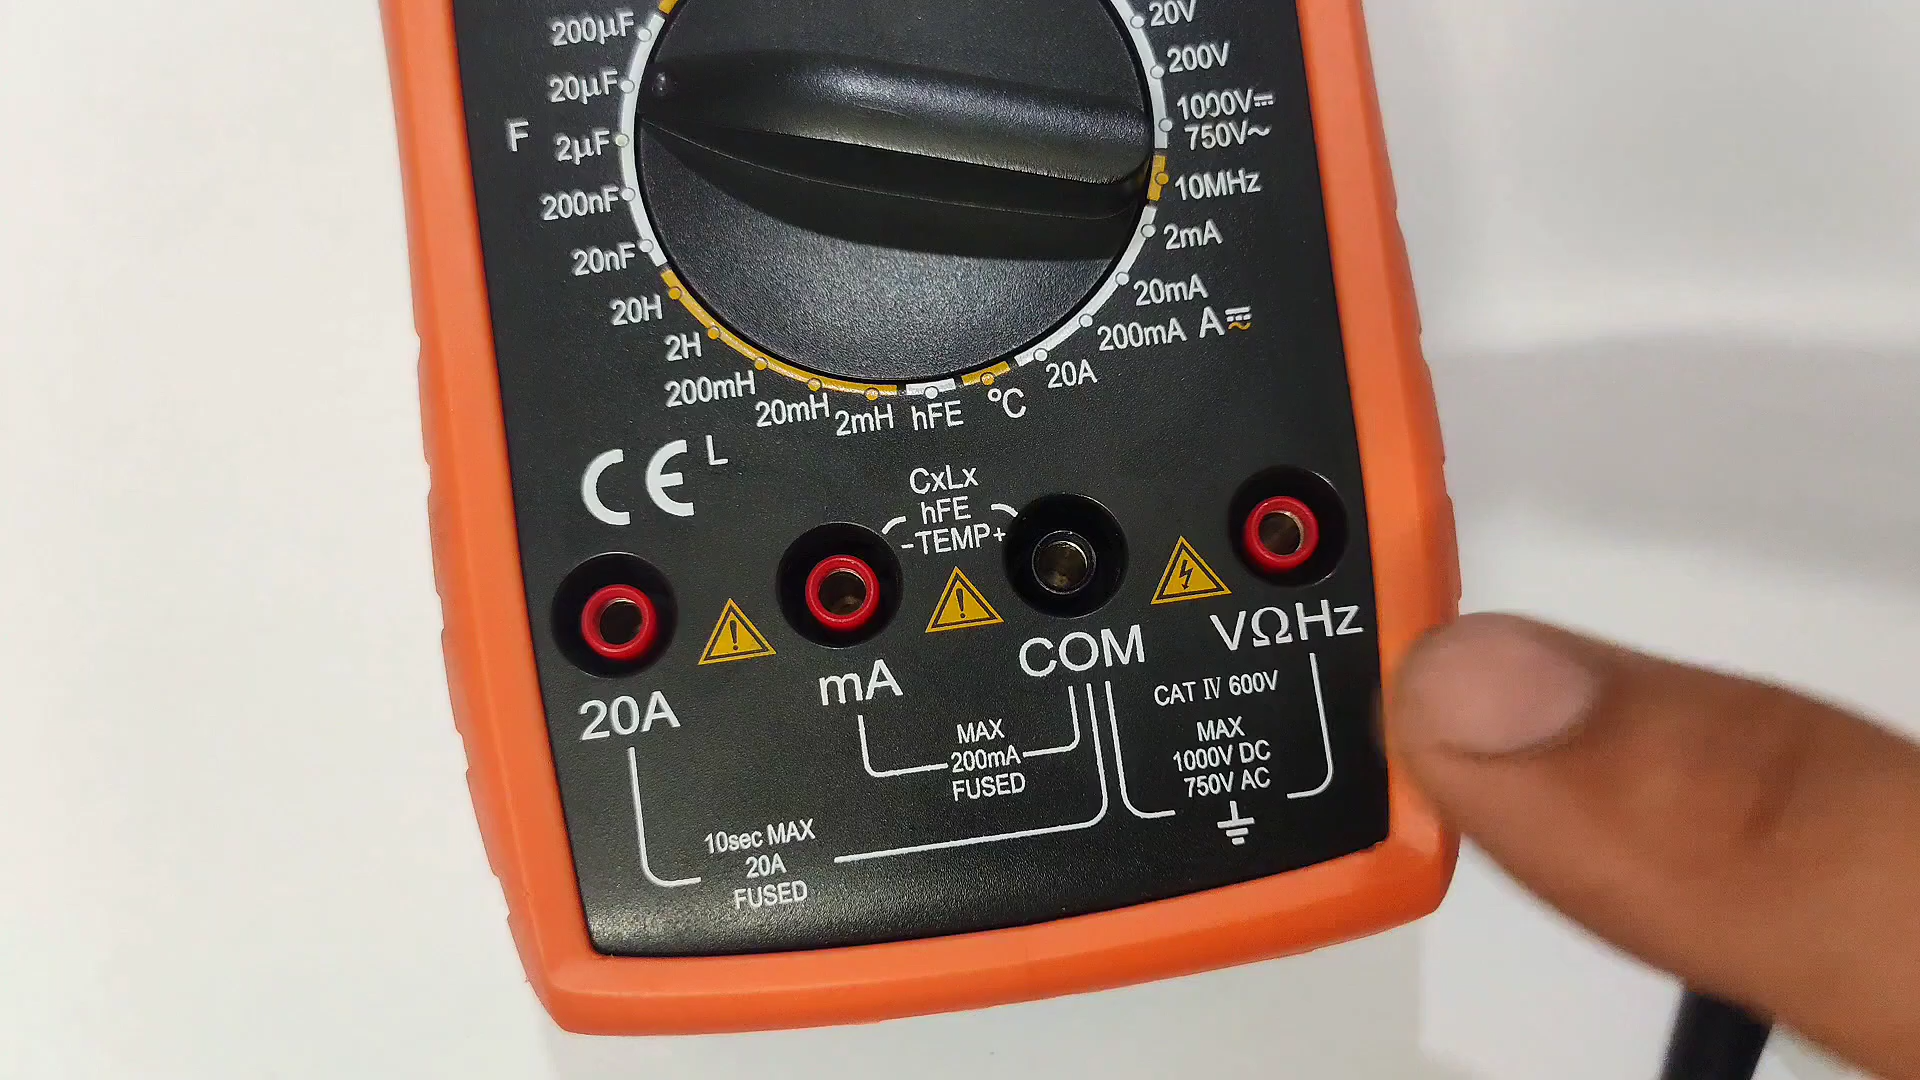 200µF
20µF
F
2µF
200nF
20nF
20H
2H
200mH
20mH
2mH
hFE
°C
20V
200V
1000V⎓
750V~
10MHz
2mA
20mA
200mA A
20A
CE L
CxLx
hFE
-TEMP+
20A
mA
COM
VΩHz
CAT IV 600V
MAX
1000V DC
750V AC
MAX
200mA
FUSED
10sec MAX
20A
FUSED